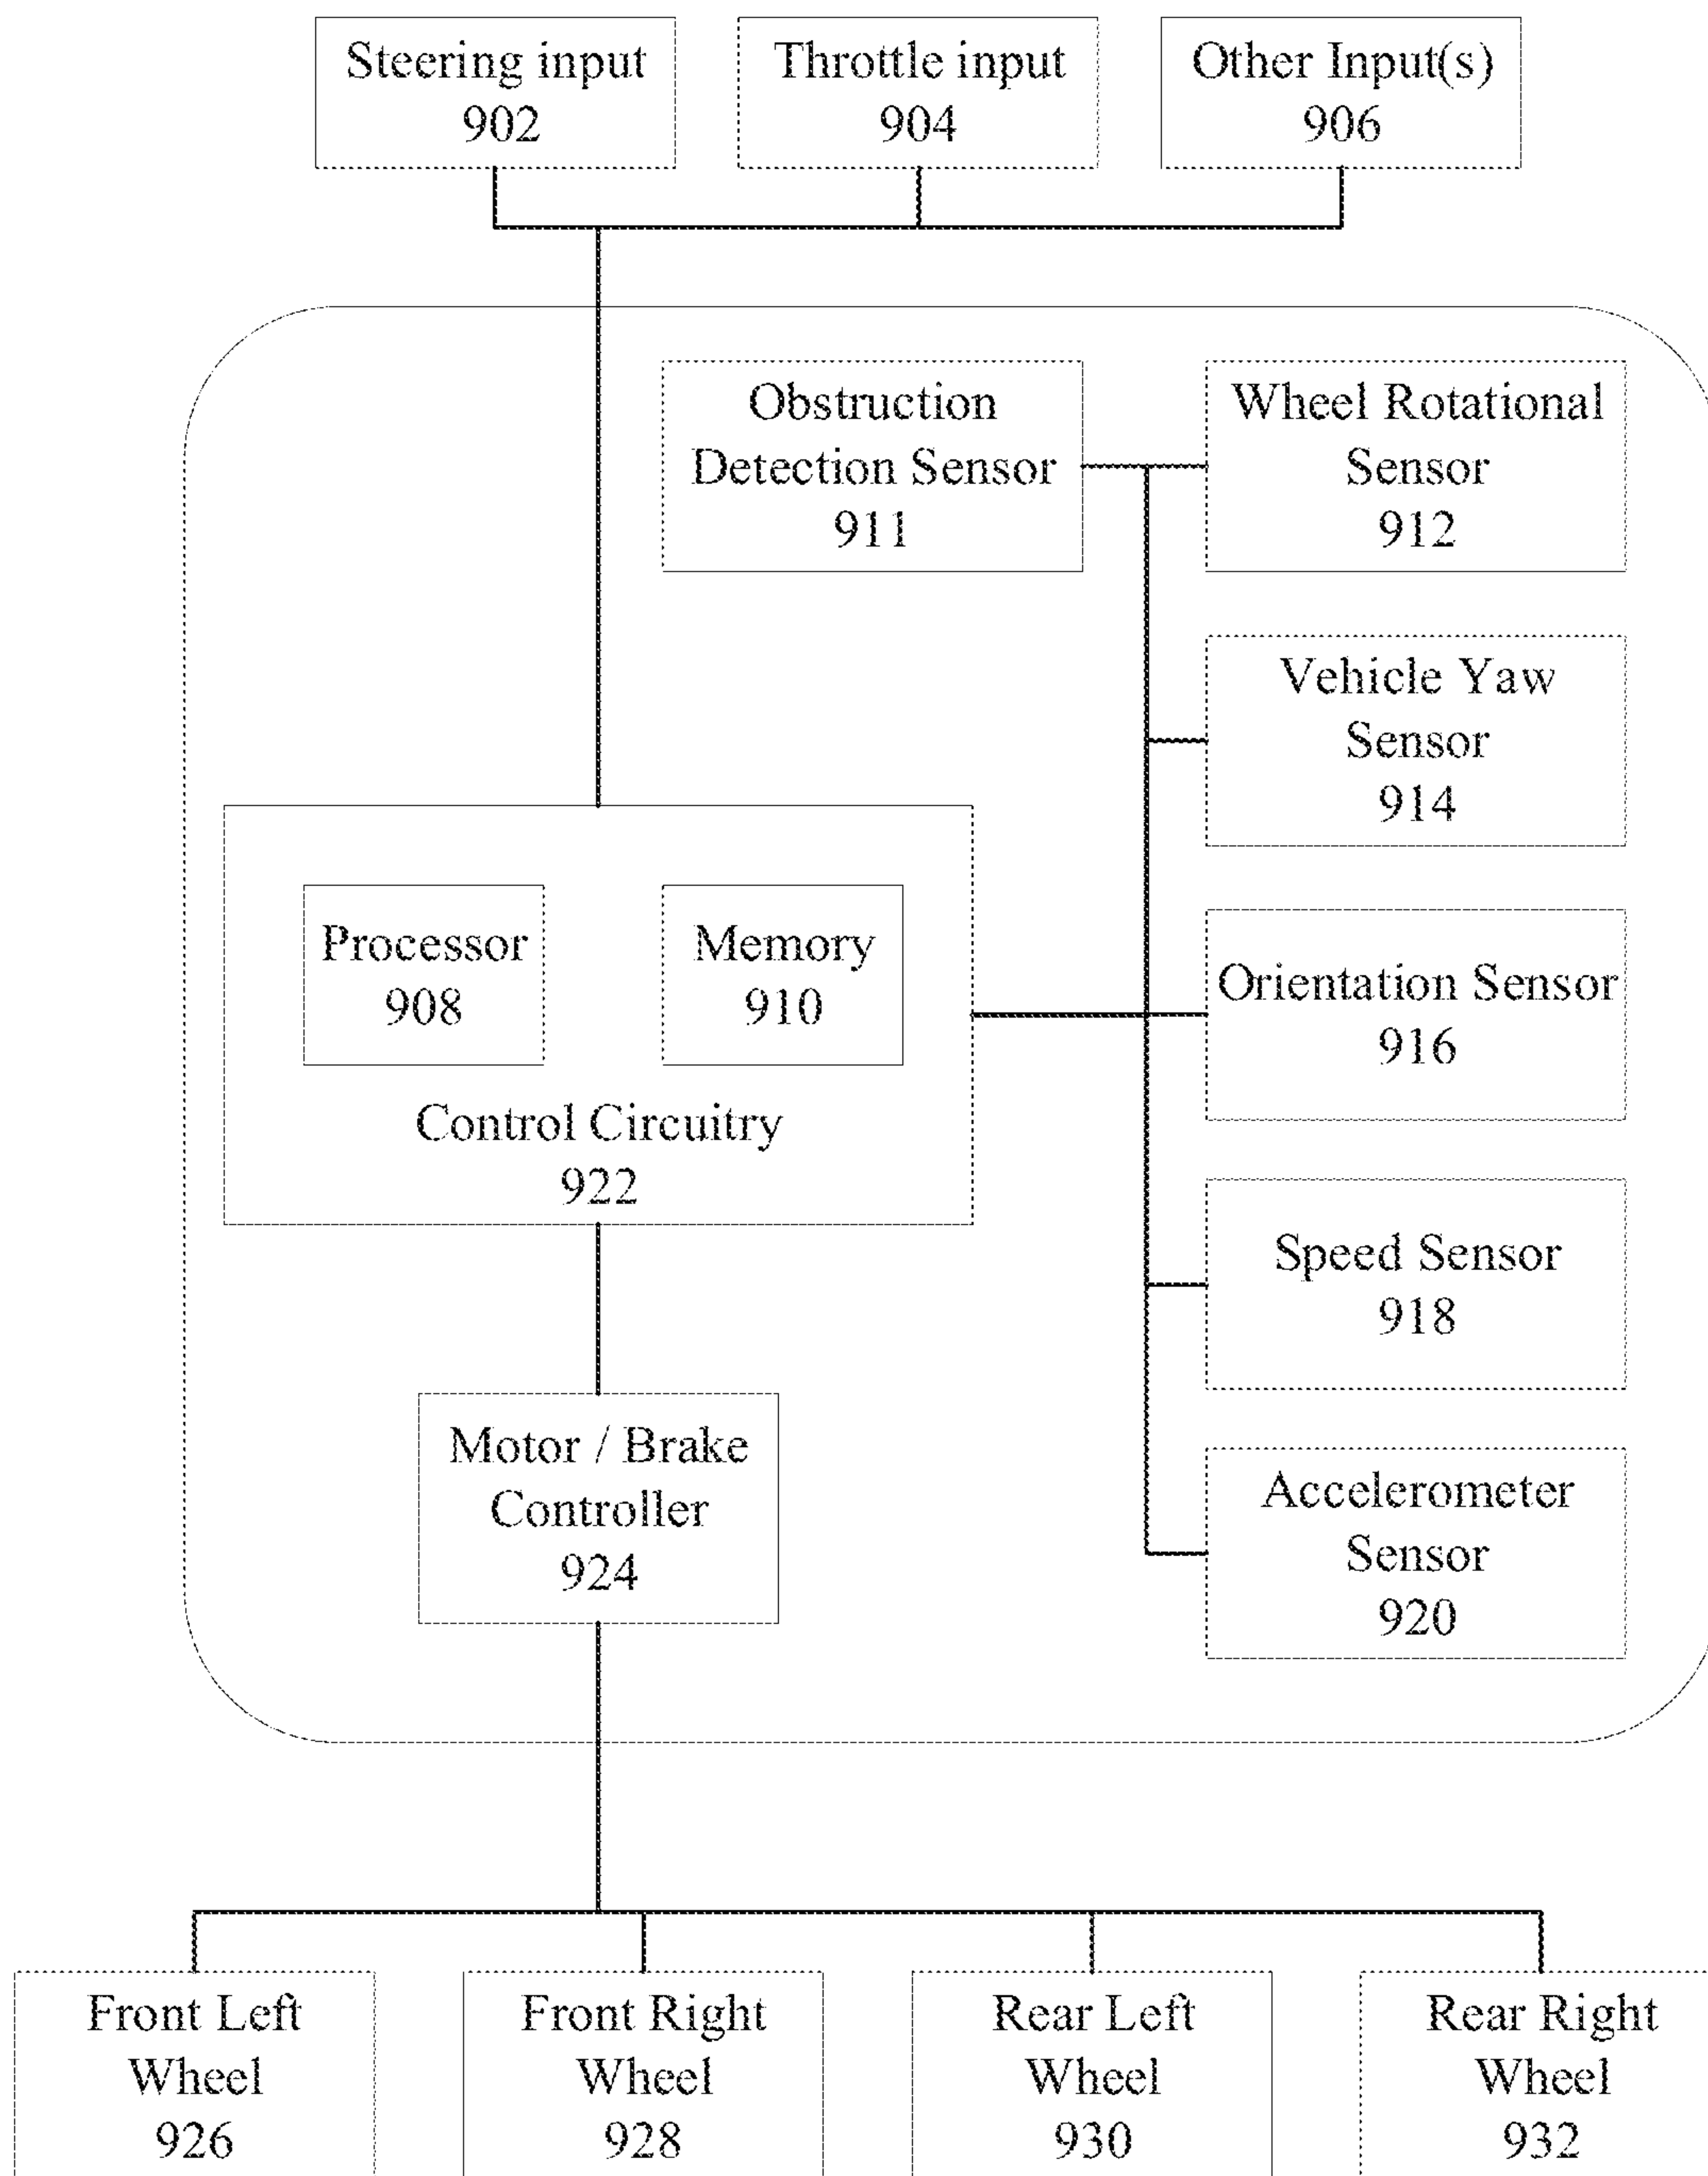 Steering input
902
Throttle input
904
Other Input(s)
906
Obstruction
Detection Sensor
911
Wheel Rotational
Sensor
912
Vehicle Yaw
Sensor
914
Processor
908
Memory
910
Control Circuitry
922
Orientation Sensor
916
Speed Sensor
918
Motor / Brake
Controller
924
Accelerometer
Sensor
920
Front Left
Wheel
926
Front Right
Wheel
928
Rear Left
Wheel
930
Rear Right
Wheel
932